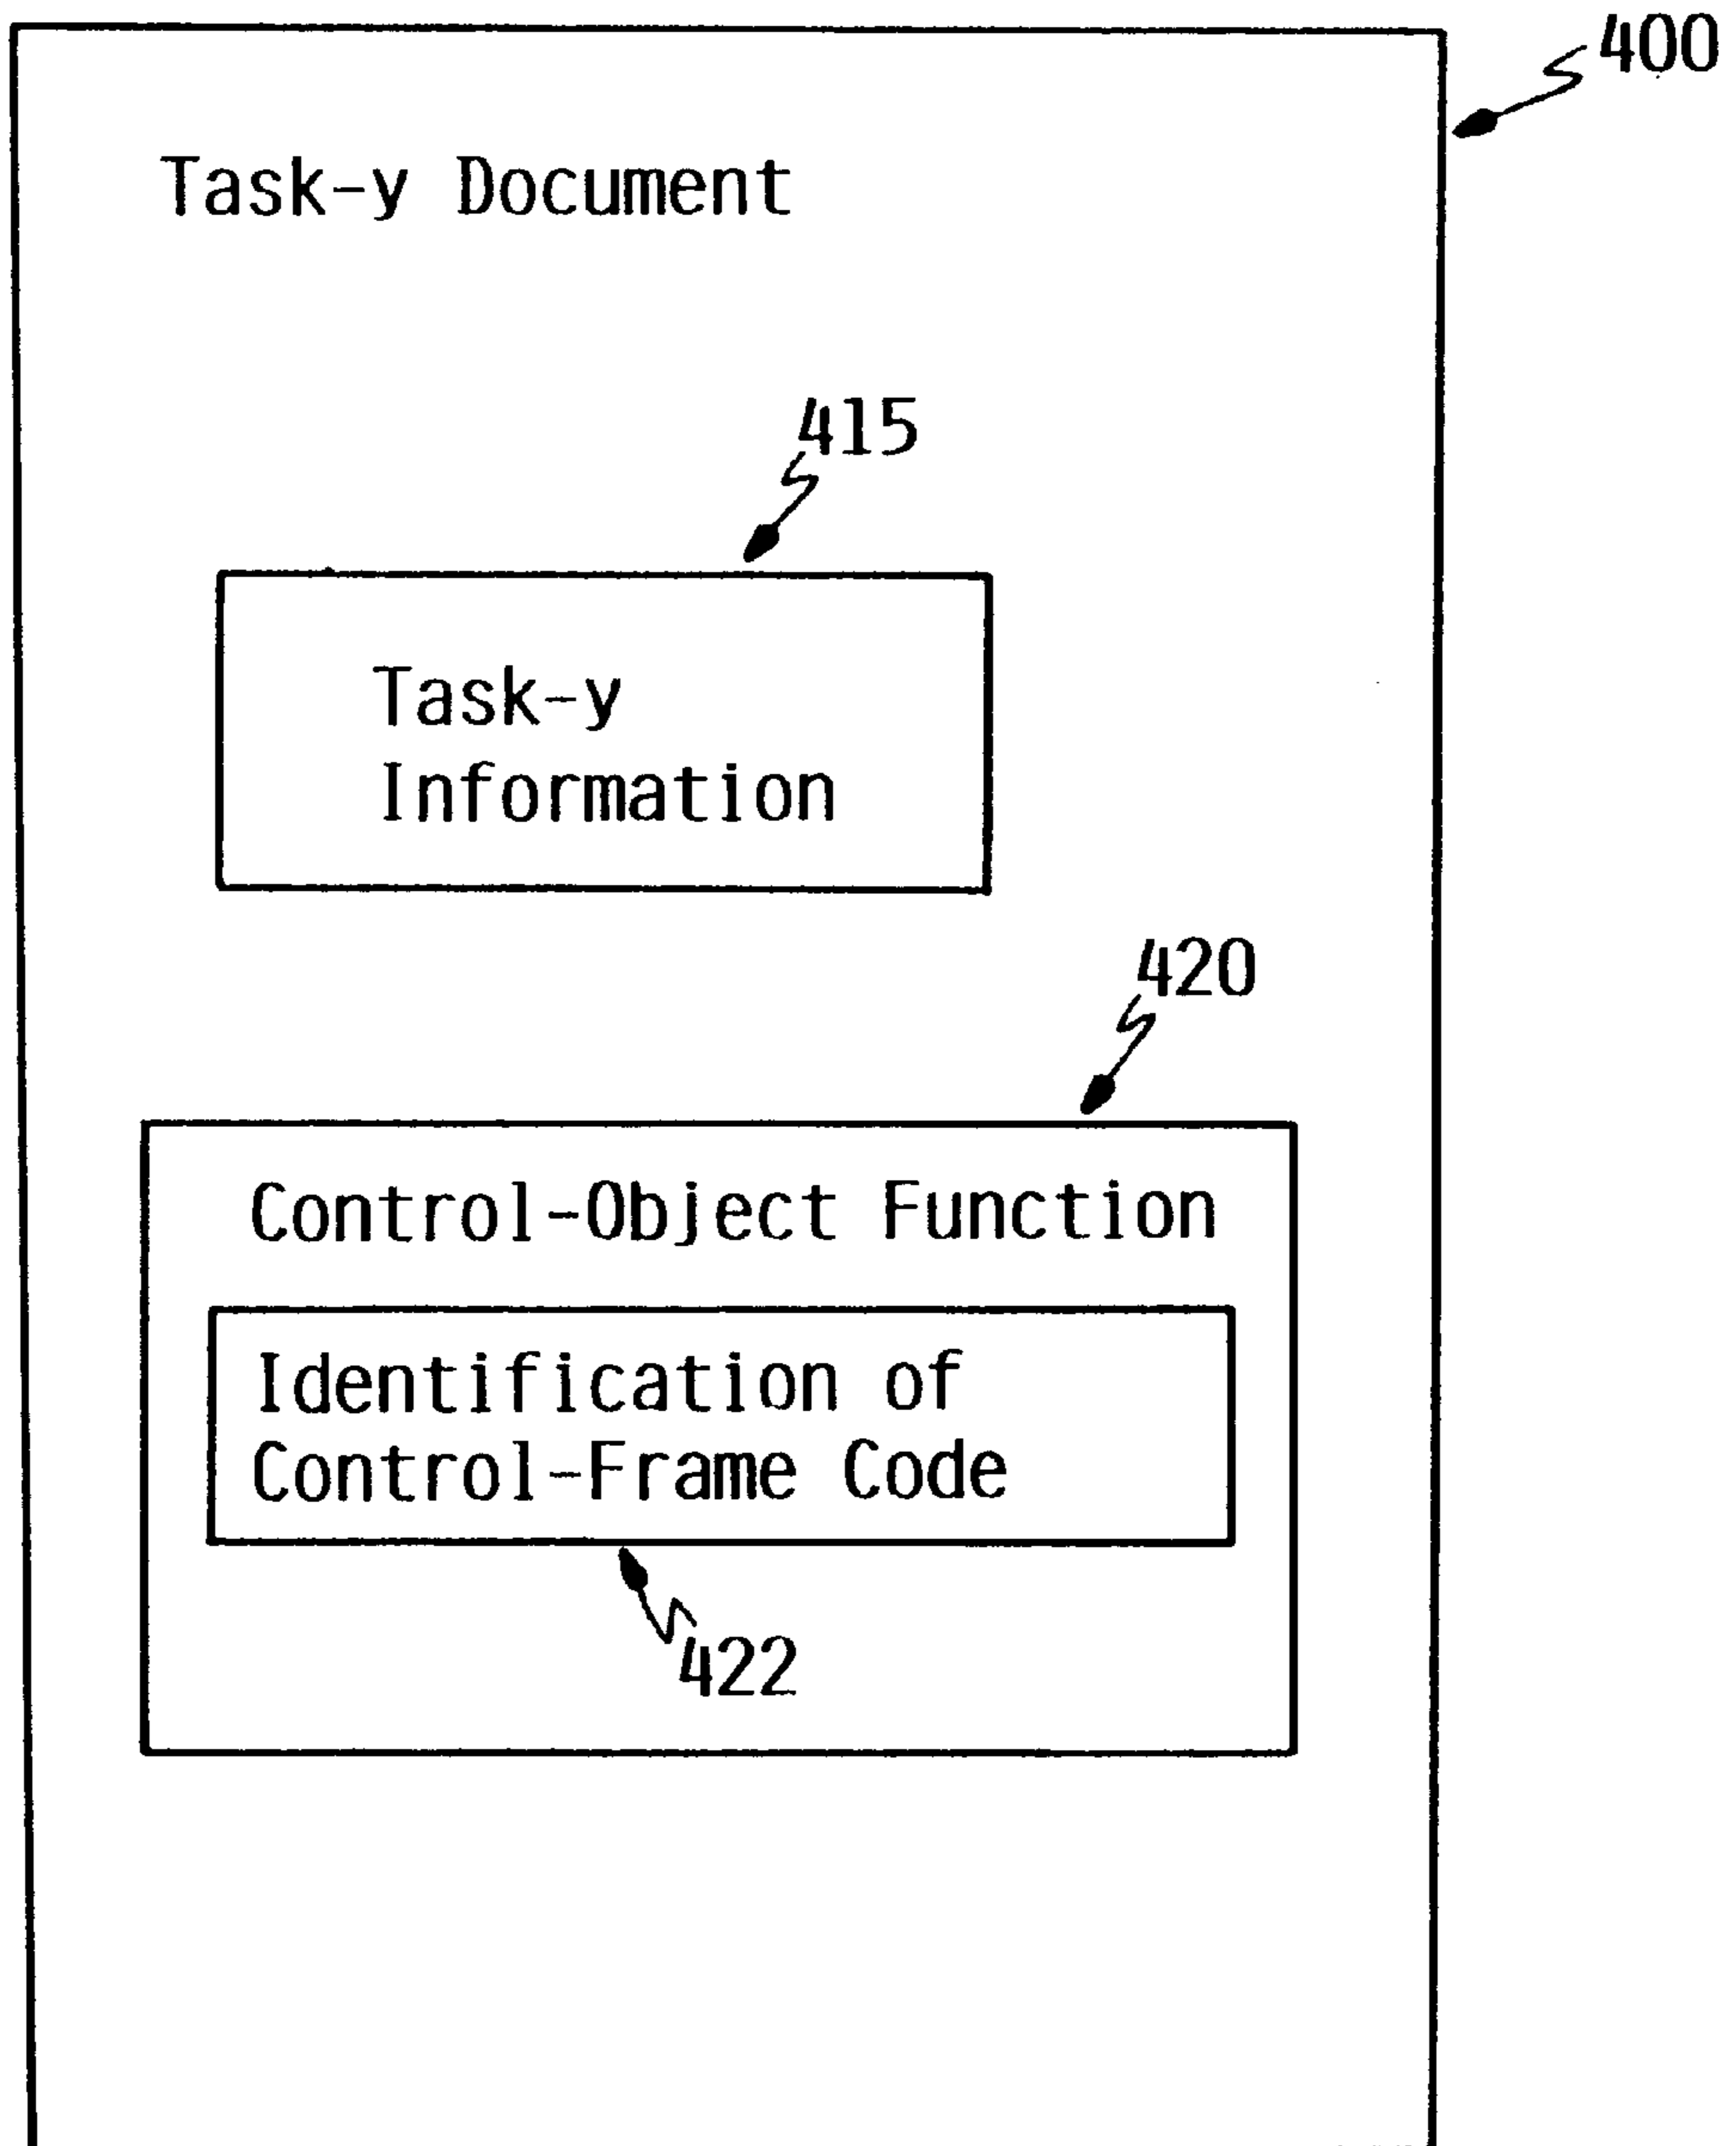 400
Task-y Document
415
Task-y
Information
420
Control-Object Function
Identification of
Control-Frame Code
422